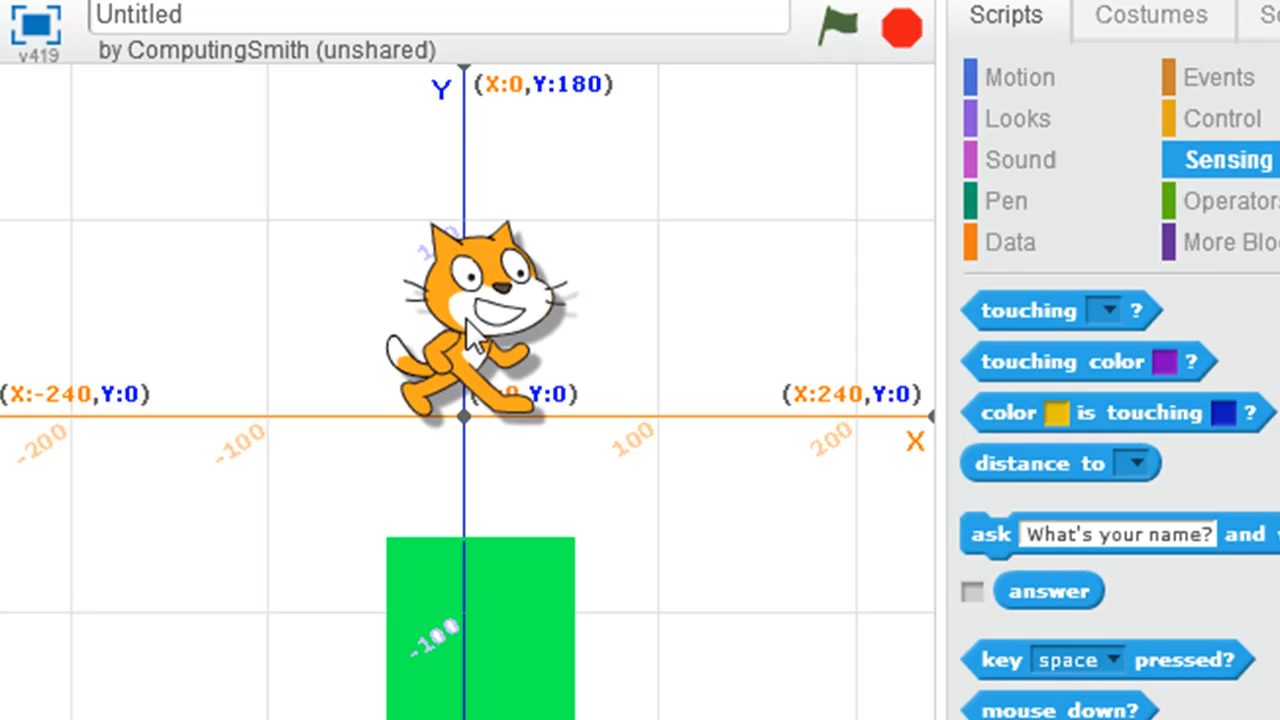 Untitled
by ComputingSmith (unshared)
v419
Scripts
Costumes
Motion
Looks
Sound
Pen
Data
Events
Control
Sensing
Operator
More Blo
Y
(X:0,Y:180)
(X:-240,Y:0)
Y:0)
(X:240,Y:0)
-200
-100
100
200
X
-100
touching ?
touching color ?
color is touching ?
distance to
ask What's your name? and
answer
key space pressed?
mouse down?